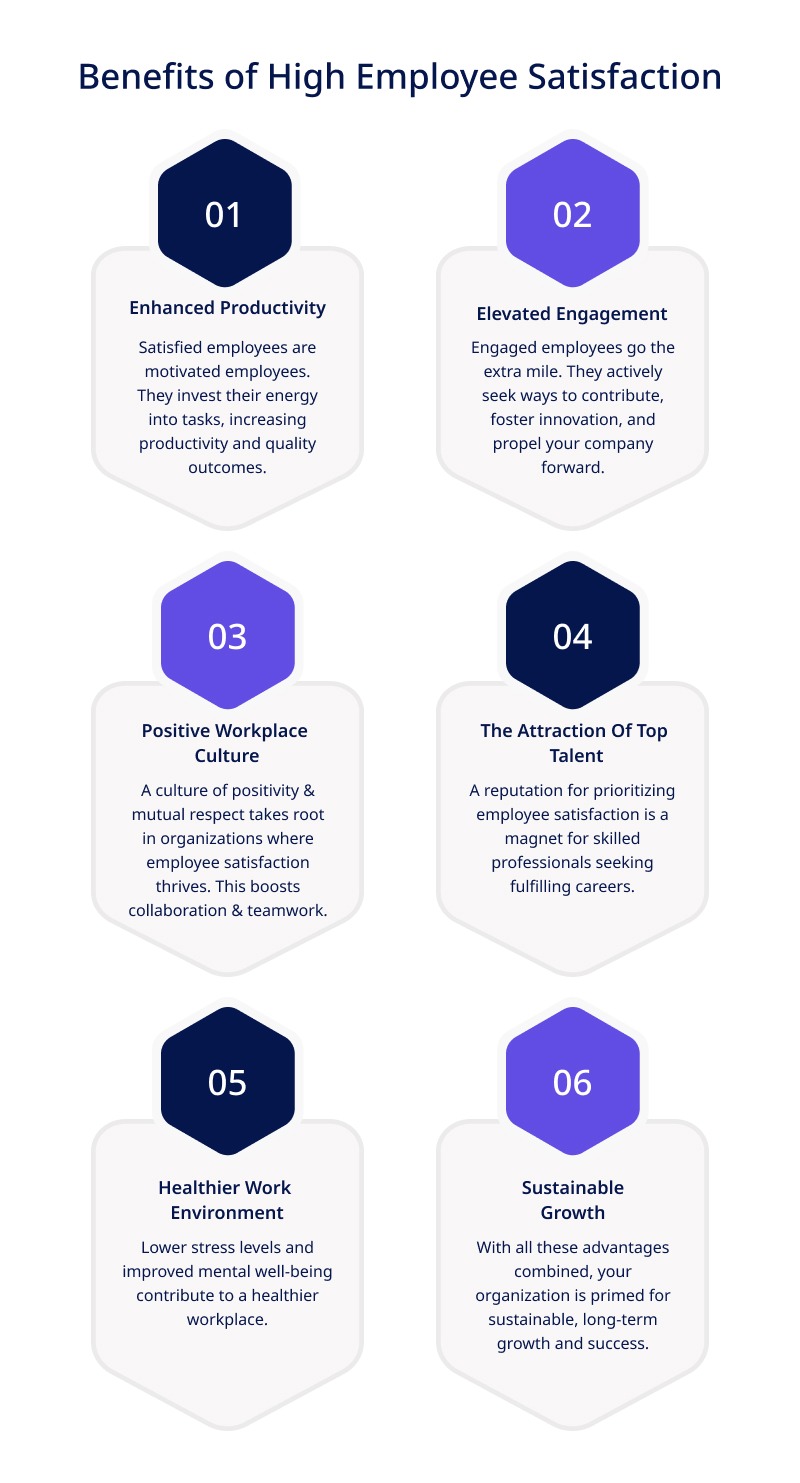 Benefits of High Employee Satisfaction
01
Enhanced Productivity
Satisfied employees are
motivated employees.
They invest their energy
into tasks, increasing
productivity and quality
outcomes.
02
Elevated Engagement
Engaged employees go the
extra mile. They actively
seek ways to contribute,
foster innovation, and
propel your company
forward.
03
Positive Workplace
Culture
A culture of positivity &
mutual respect takes root
in organizations where
employee satisfaction
thrives. This boosts
collaboration & teamwork.
04
The Attraction Of Top
Talent
A reputation for prioritizing
employee satisfaction is a
magnet for skilled
professionals seeking
fulfilling careers.
05
Healthier Work
Environment
Lower stress levels and
improved mental well-being
contribute to a healthier
workplace.
06
Sustainable
Growth
With all these advantages
combined, your
organization is primed for
sustainable, long-term
growth and success.